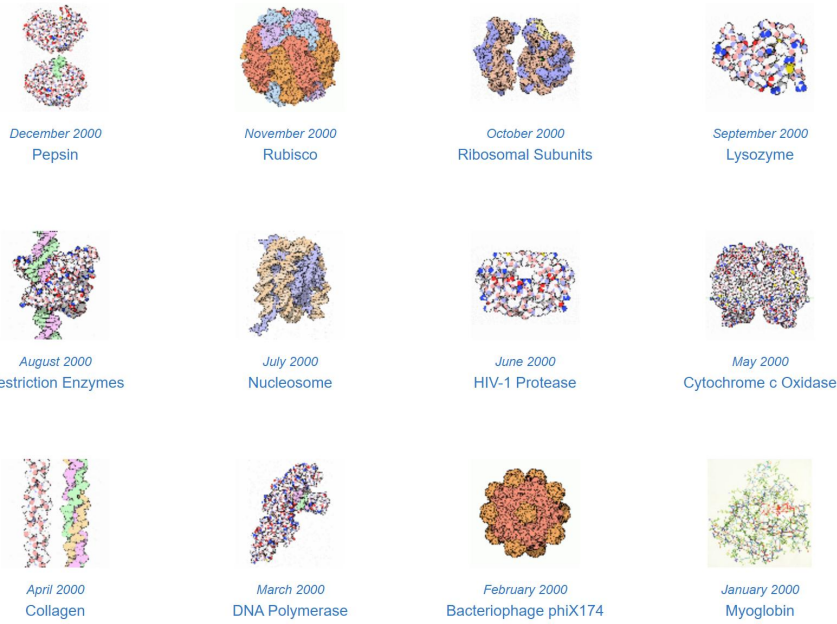 December 2000
Pepsin
November 2000
Rubisco
October 2000
Ribosomal Subunits
September 2000
Lysozyme
August 2000
estriction Enzymes
July 2000
Nucleosome
June 2000
HIV-1 Protease
May 2000
Cytochrome c Oxidase
April 2000
Collagen
March 2000
DNA Polymerase
February 2000
Bacteriophage phiX174
January 2000
Myoglobin